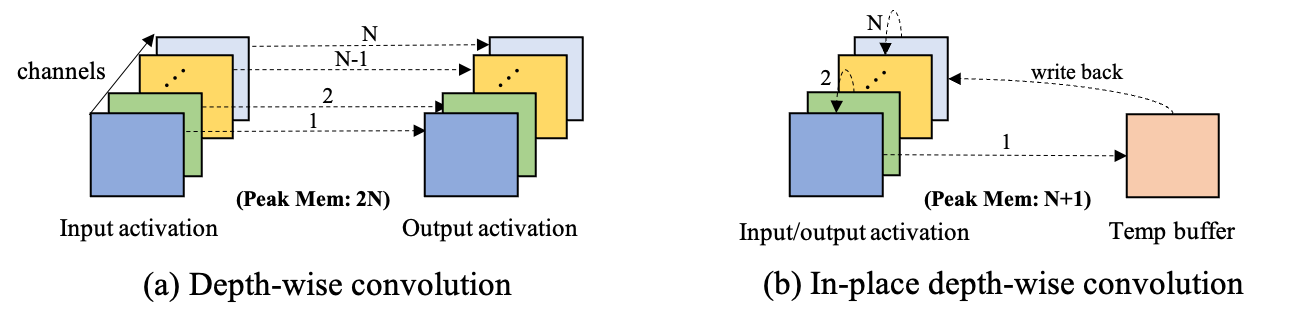 channels
N
N-1
2
1
(Peak Mem: 2N)
Input activation
Output activation
(a) Depth-wise convolution
N
2
write back
1
(Peak Mem: N+1)
Input/output activation
Temp buffer
(b) In-place depth-wise convolution